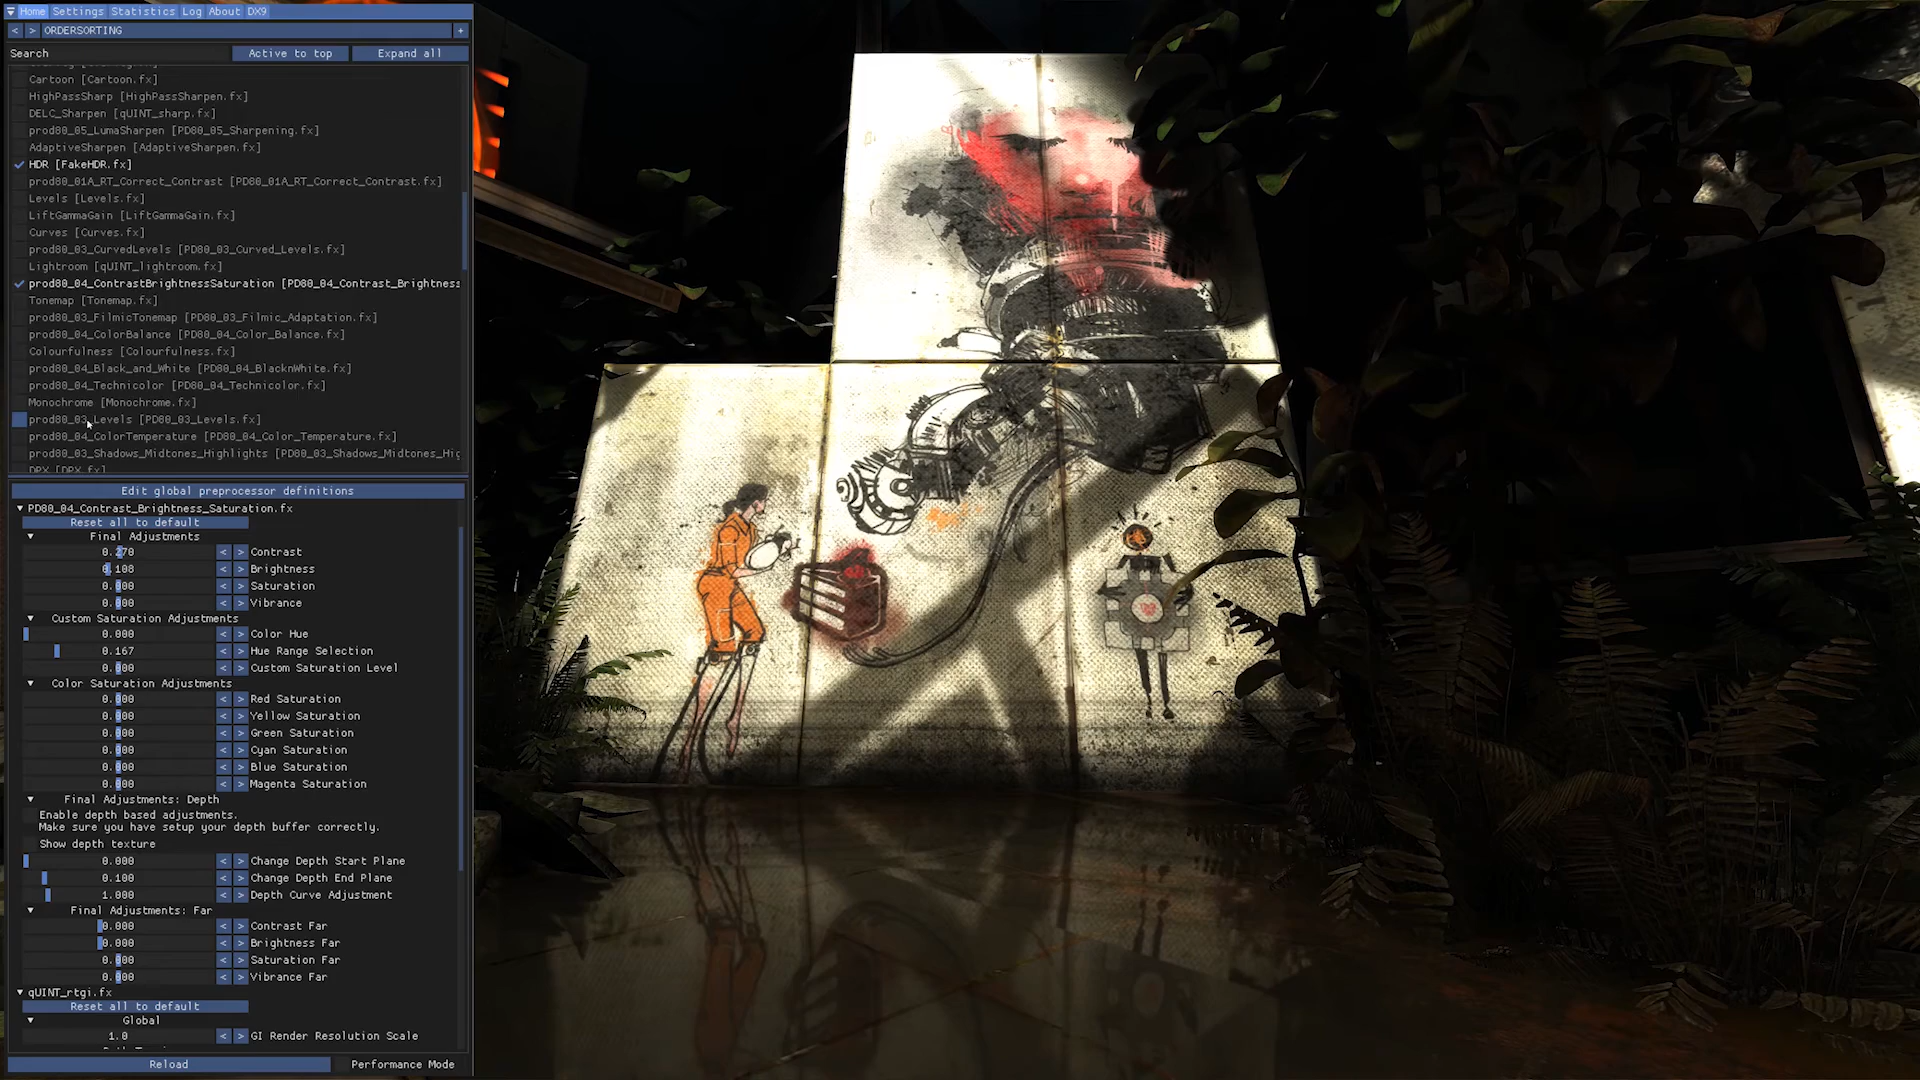 Home Settings Statistics Log About DX9
< > ORDERSORTING +
Search Active to top Expand all
Cartoon [Cartoon.fx]
HighPassSharp [HighPassSharpen.fx]
DELC_Sharpen [qUINT_sharp.fx]
prod80_05_LumaSharpen [PD80_05_Sharpening.fx]
AdaptiveSharpen [AdaptiveSharpen.fx]
HDR [FakeHDR.fx]
prod80_01A_RT_Correct_Contrast [PD80_01A_RT_Correct_Contrast.fx]
Levels [Levels.fx]
LiftGammaGain [LiftGammaGain.fx]
Curves [Curves.fx]
prod80_03_CurvedLevels [PD80_03_Curved_Levels.fx]
Lightroom [qUINT_lightroom.fx]
prod80_04_ContrastBrightnessSaturation [PD80_04_Contrast_Brightness
Tonemap [Tonemap.fx]
prod80_03_FilmicTonemap [PD80_03_Filmic_Adaptation.fx]
prod80_04_ColorBalance [PD80_04_Color_Balance.fx]
Colourfulness [Colourfulness.fx]
prod80_04_Black_and_White [PD80_04_BlacknWhite.fx]
prod80_04_Technicolor [PD80_04_Technicolor.fx]
Monochrome [Monochrome.fx]
prod80_03_Levels [PD80_03_Levels.fx]
prod80_04_ColorTemperature [PD80_04_Color_Temperature.fx]
prod80_03_Shadows_Midtones_Highlights [PD80_03_Shadows_Midtones_Hig
DPX [DPX.fx]
Edit global preprocessor definitions
PD80_04_Contrast_Brightness_Saturation.fx
Reset all to default
Final Adjustments
0.270 < > Contrast
0.108 < > Brightness
0.000 < > Saturation
0.000 < > Vibrance
Custom Saturation Adjustments
0.000 < > Color Hue
0.167 < > Hue Range Selection
0.000 < > Custom Saturation Level
Color Saturation Adjustments
0.000 < > Red Saturation
0.000 < > Yellow Saturation
0.000 < > Green Saturation
0.000 < > Cyan Saturation
0.000 < > Blue Saturation
0.000 < > Magenta Saturation
Final Adjustments: Depth
Enable depth based adjustments.
Make sure you have setup your depth buffer correctly.
Show depth texture
0.000 < > Change Depth Start Plane
0.100 < > Change Depth End Plane
1.000 < > Depth Curve Adjustment
Final Adjustments: Far
0.000 < > Contrast Far
0.000 < > Brightness Far
0.000 < > Saturation Far
0.000 < > Vibrance Far
qUINT_rtgi.fx
Reset all to default
Global
1.0 < > GI Render Resolution Scale
Reload Performance Mode